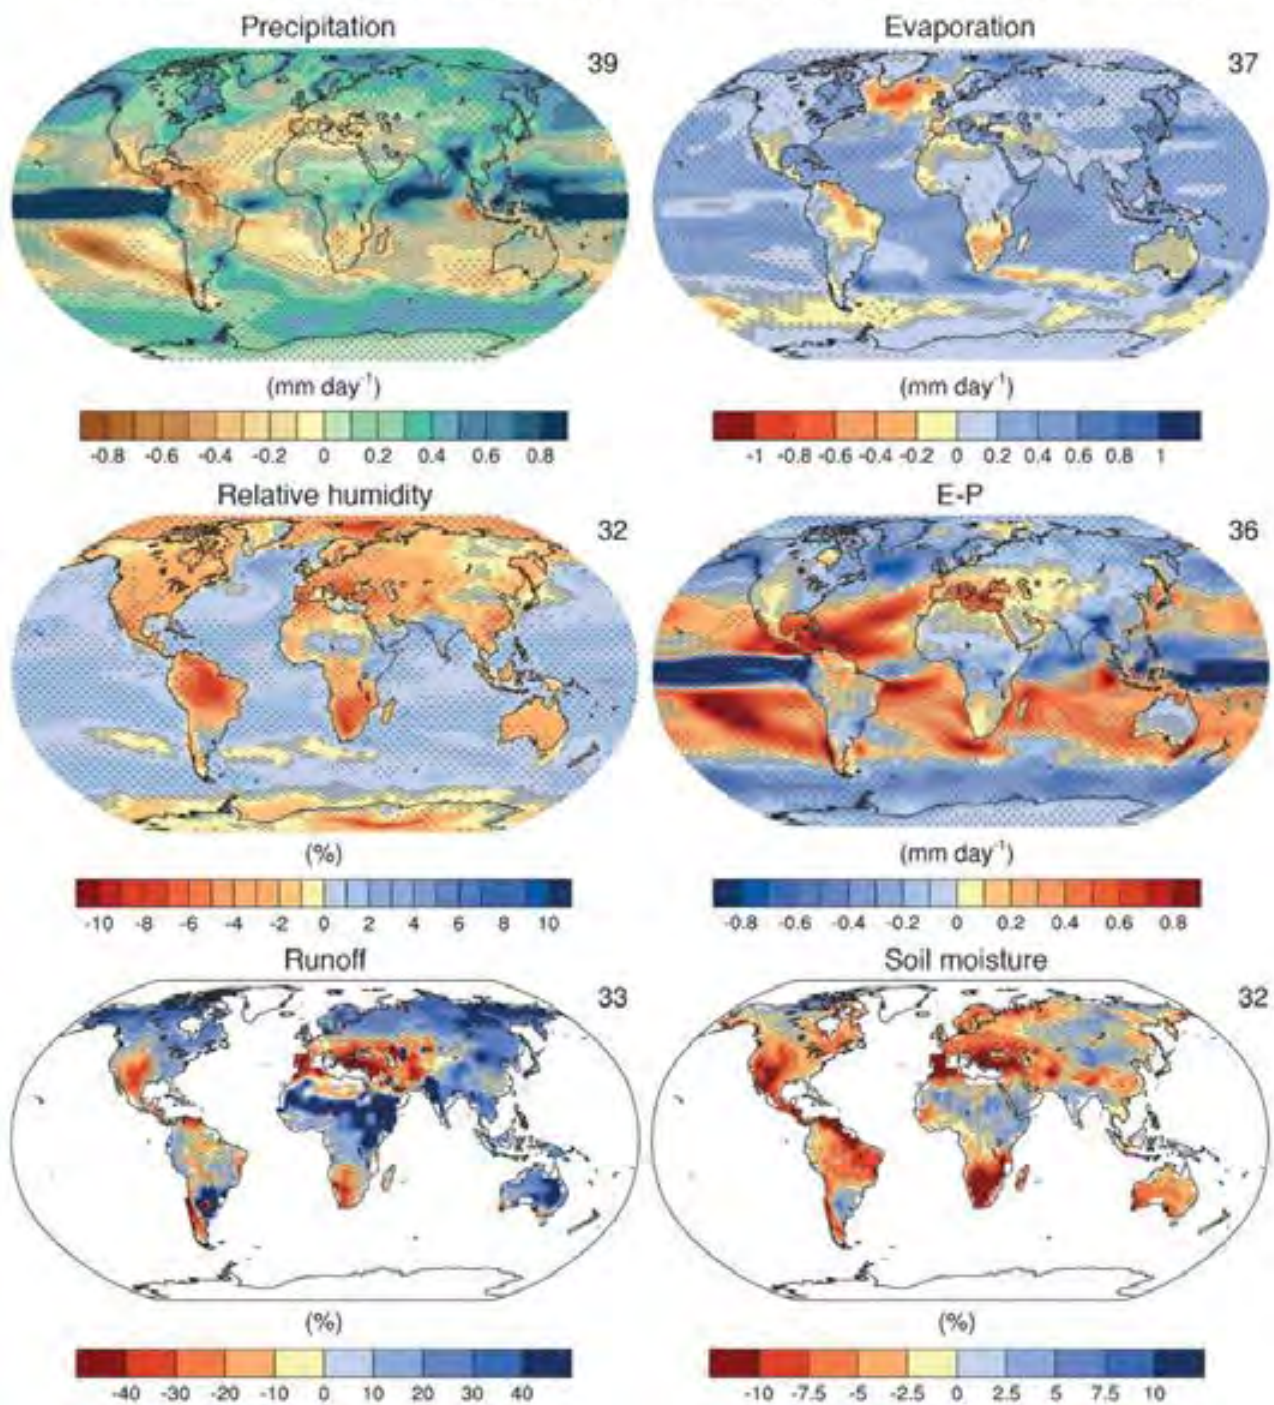 Precipitation Evaporation
39 37
(mm day-1) (mm day-1)
-0.8 -0.6 -0.4 -0.2 0 0.2 0.4 0.6 0.8 -1 -0.8 -0.6 -0.4 -0.2 0 0.2 0.4 0.6 0.8 1
Relative humidity E-P
32 36
(%) (mm day-1)
-10 -8 -6 -4 -2 0 2 4 6 8 10 -0.8 -0.6 -0.4 -0.2 0 0.2 0.4 0.6 0.8
Runoff Soil moisture
33 32
(%) (%)
-40 -30 -20 -10 0 10 20 30 40 -10 -7.5 -5 -2.5 0 2.5 5 7.5 10